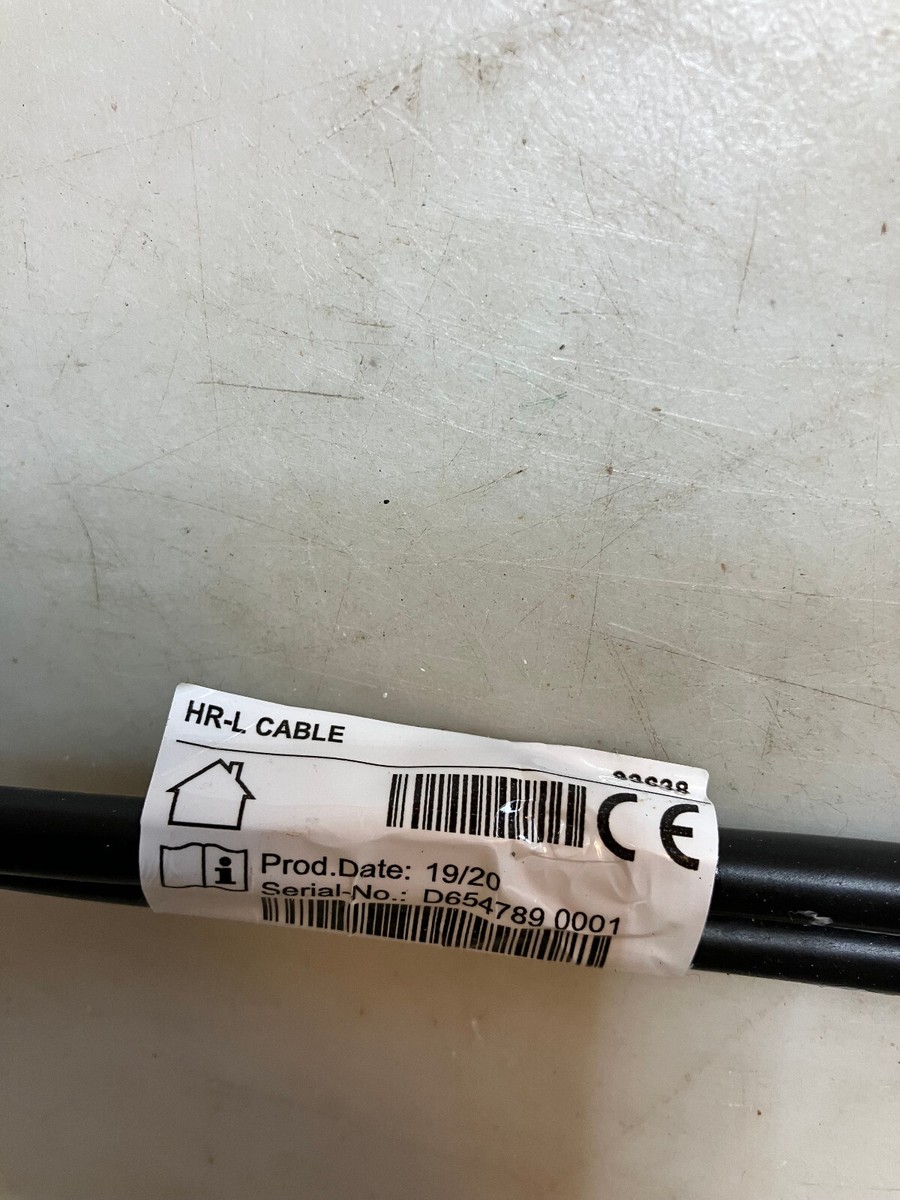 HR-L CABLE
CE
i
Prod.Date: 19/20
Serial-No.: D654789 0001